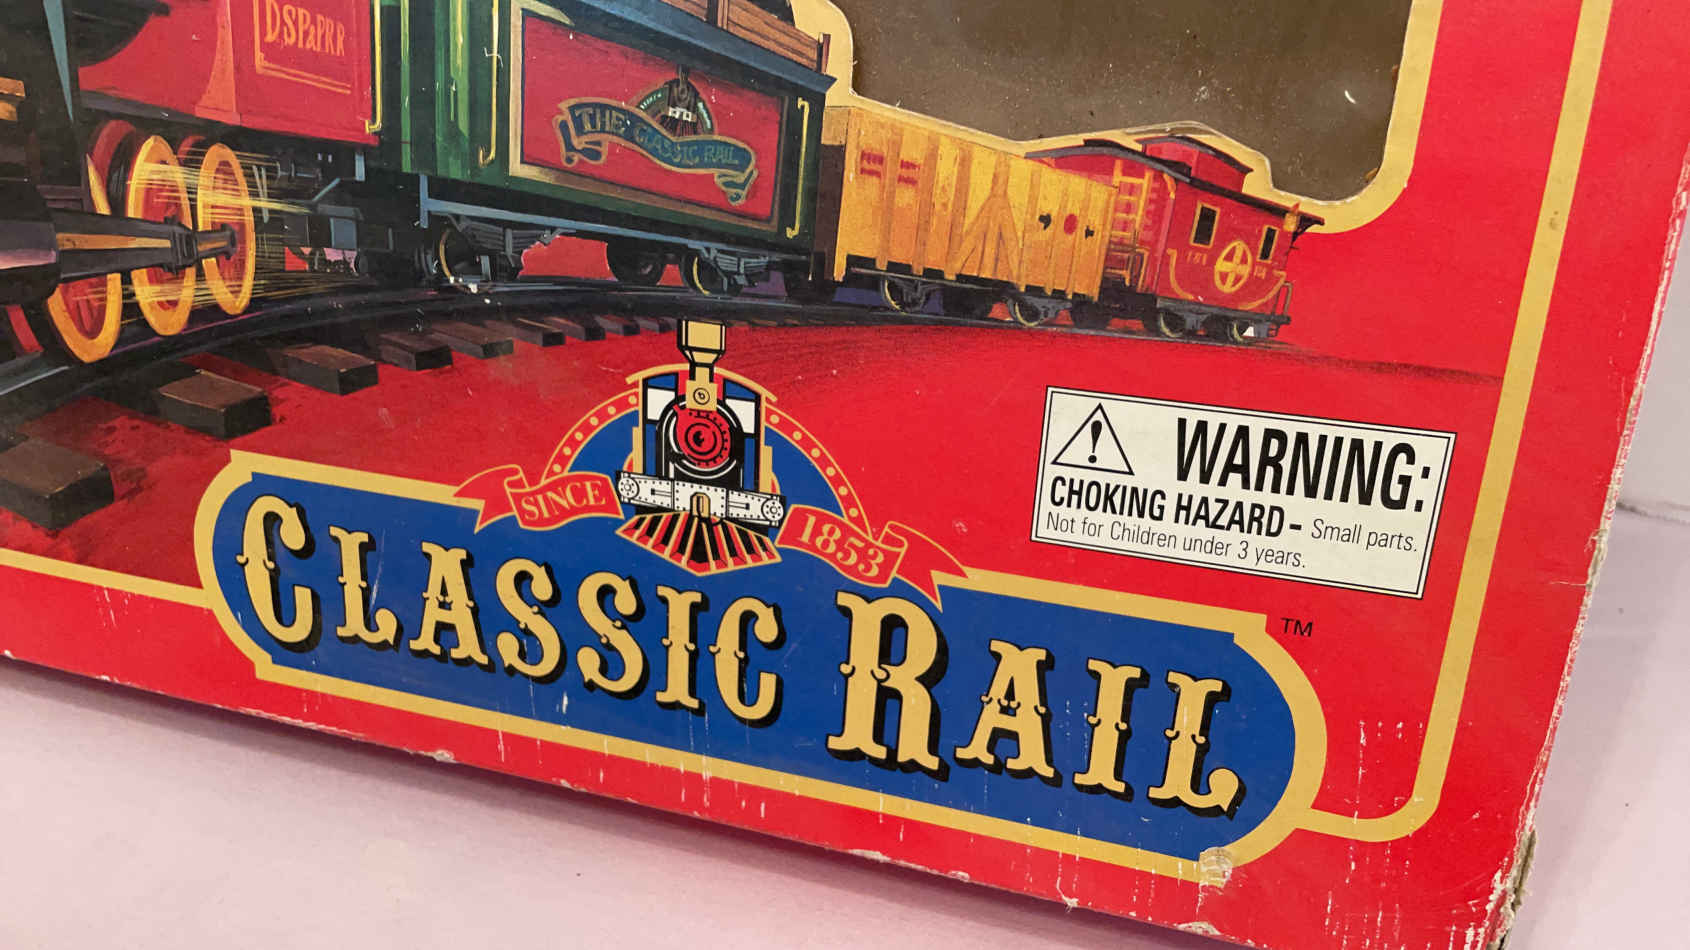 D,SP&PRR
THE CLASSIC RAIL
SINCE
1853
CLASSIC RAIL
TM
WARNING:
CHOKING HAZARD - Small parts.
Not for Children under 3 years.